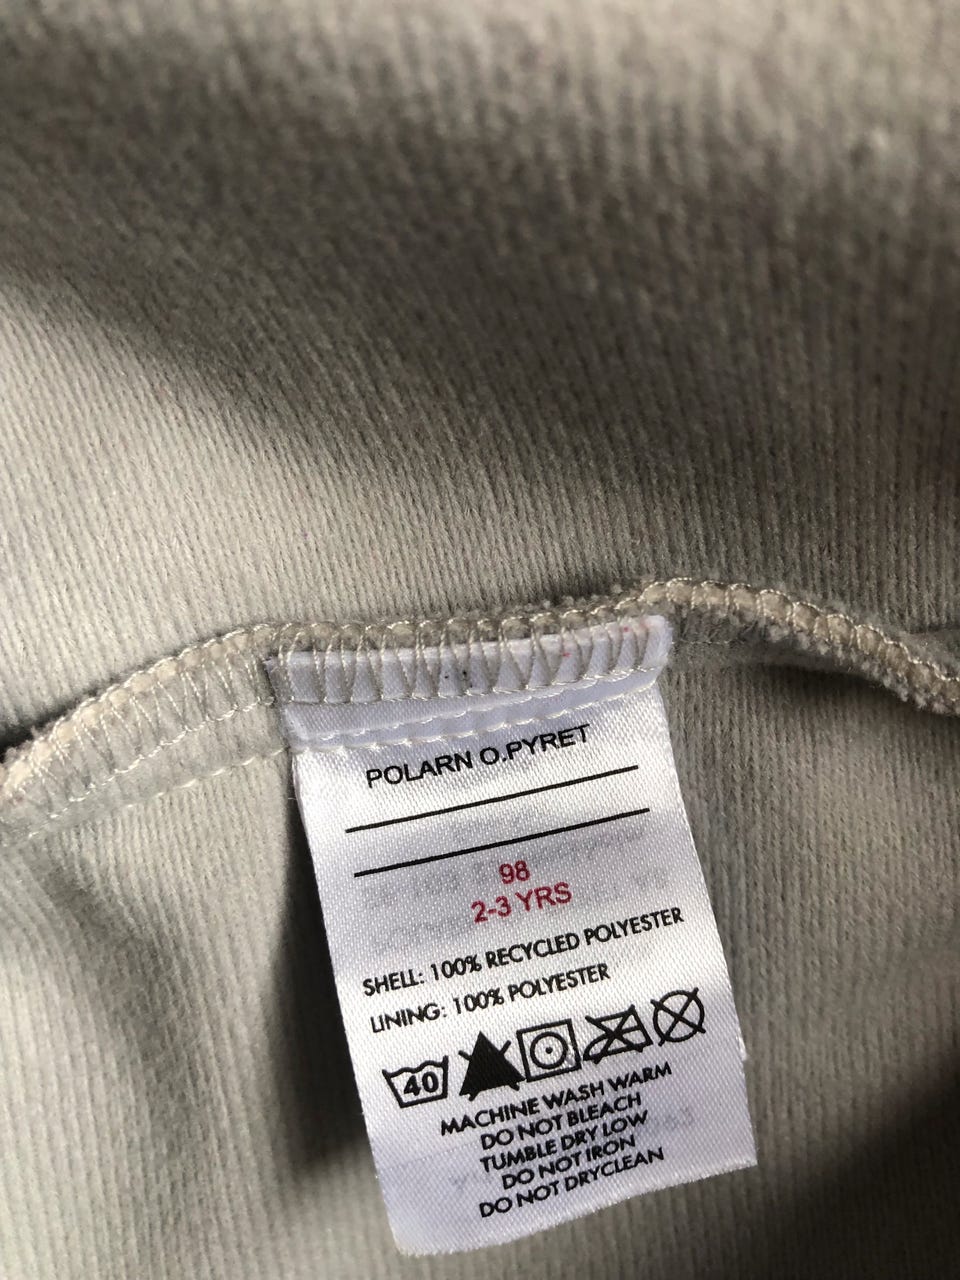 POLARN O.PYRET
98
2-3 YRS
SHELL: 100% RECYCLED POLYESTER
LINING: 100% POLYESTER
40
MACHINE WASH WARM
DO NOT BLEACH
TUMBLE DRY LOW
DO NOT IRON
DO NOT DRYCLEAN